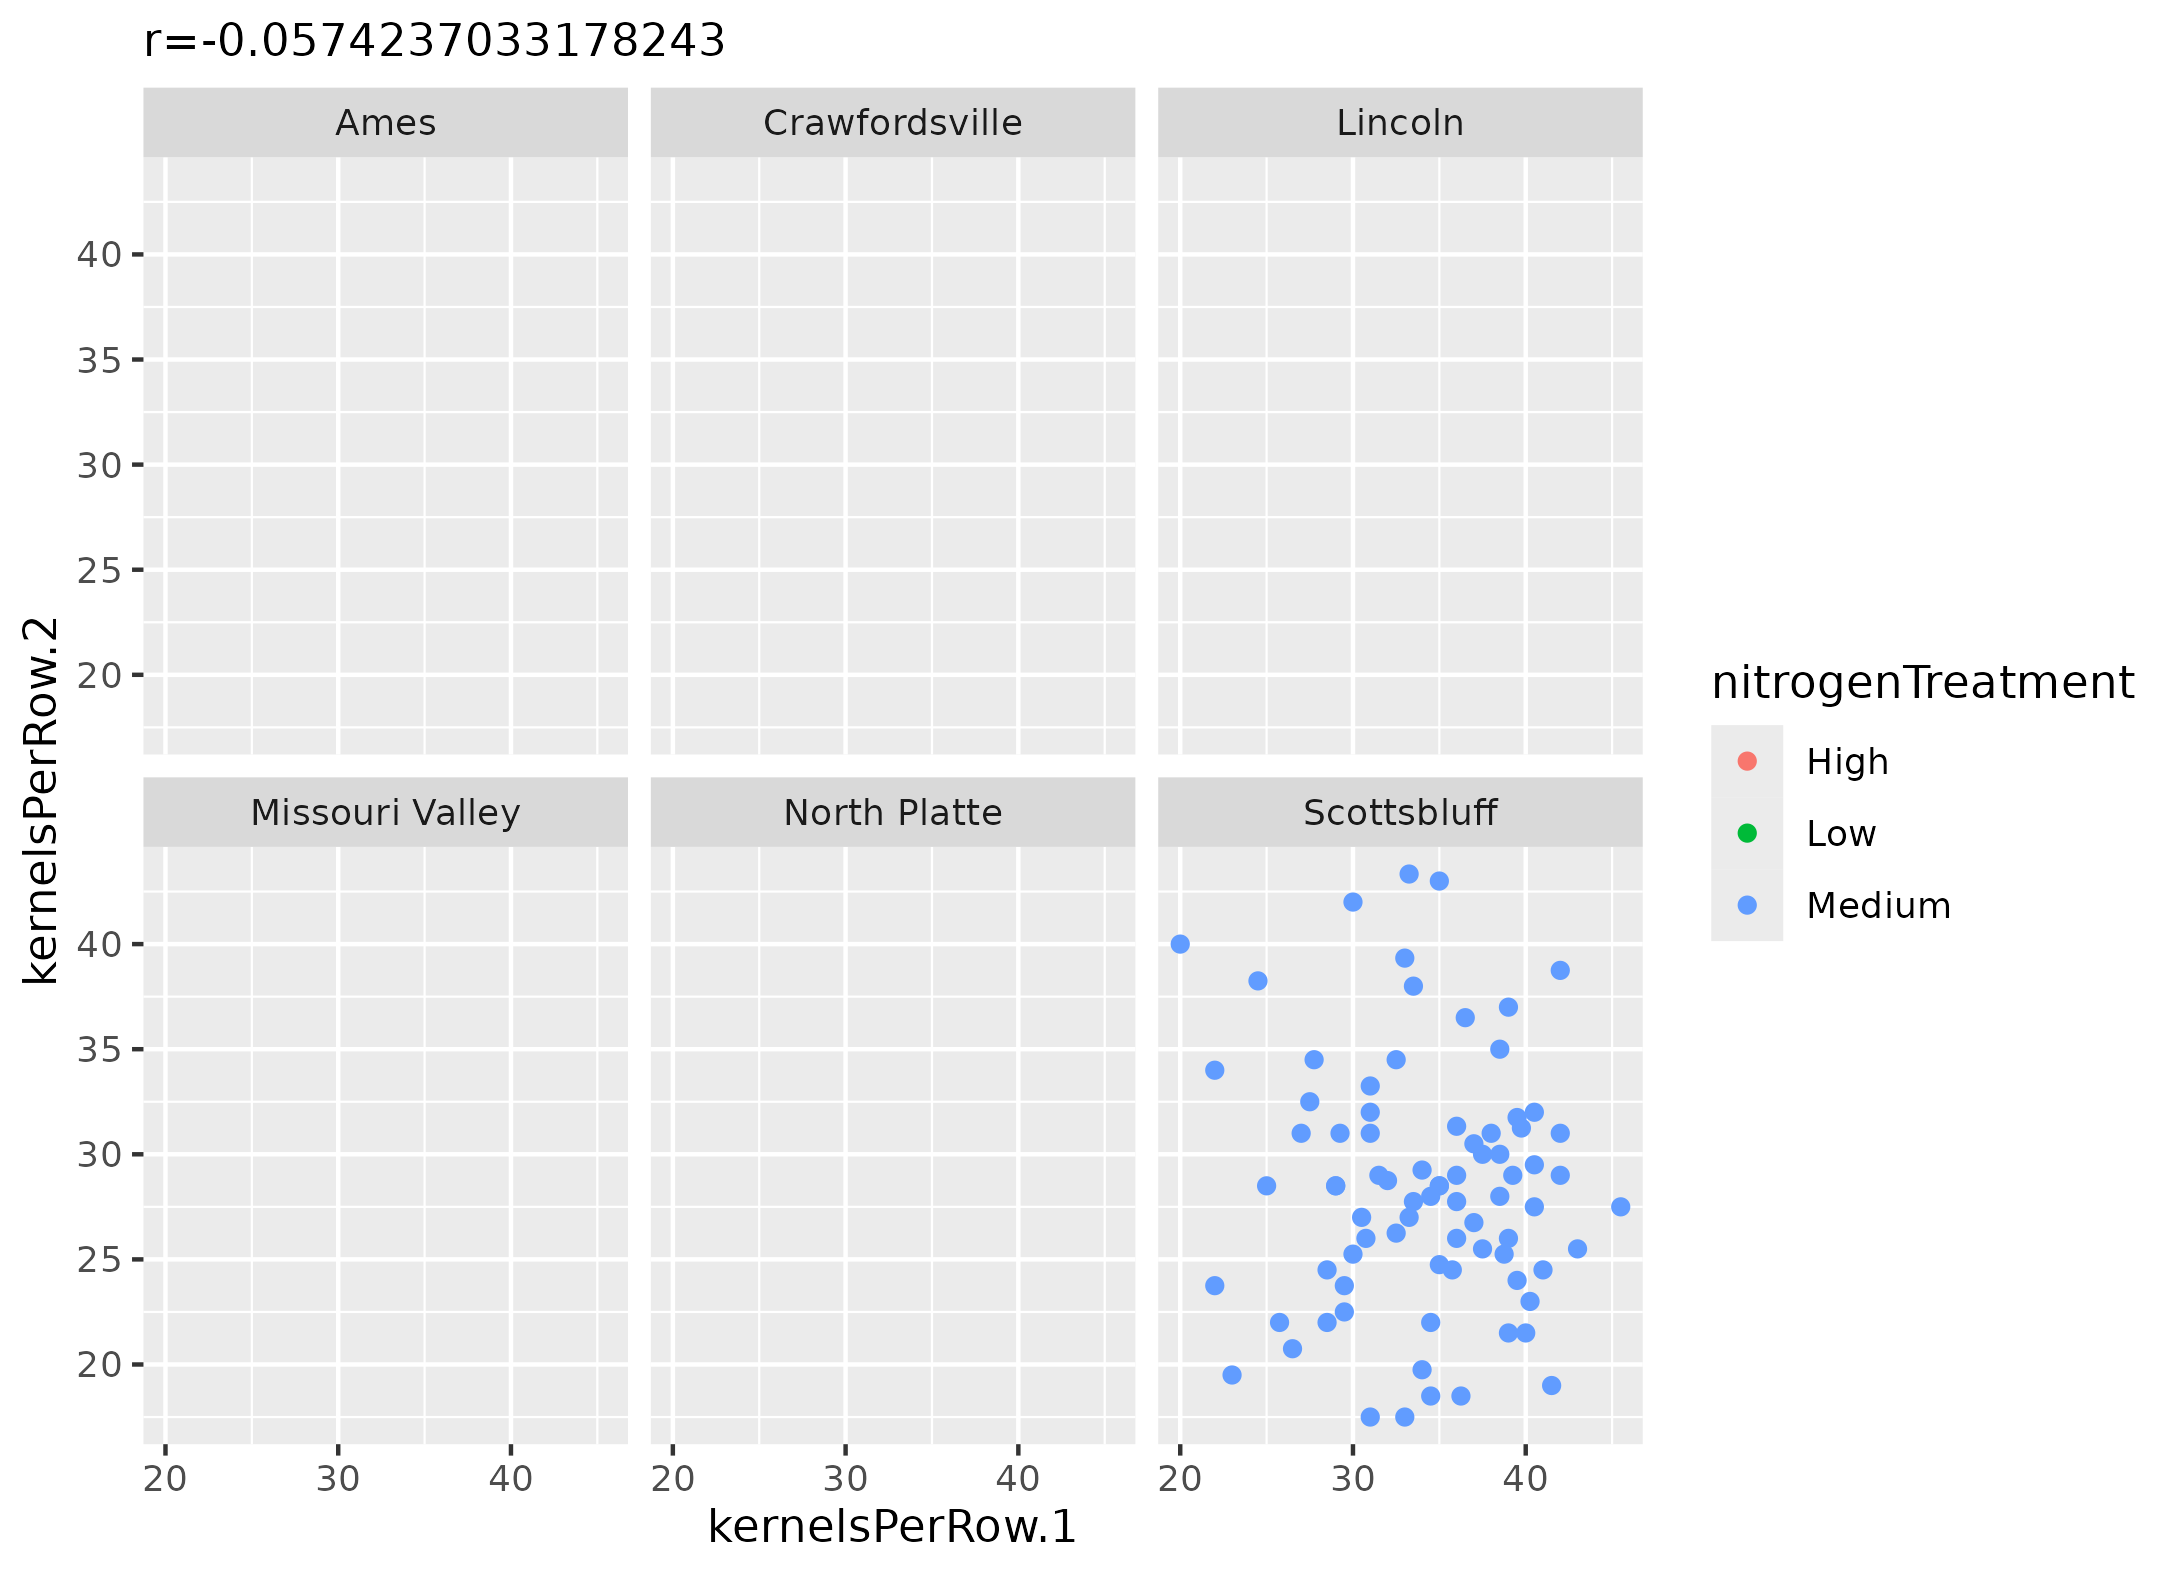 r=-0.0574237033178243
Ames
Crawfordsville
Lincoln
40
35
30
25
20
Missouri Valley
North Platte
Scottsbluff
40
35
30
25
20
20 30 40
20 30 40
20 30 40
kernelsPerRow.2
kernelsPerRow.1
nitrogenTreatment
High
Low
Medium